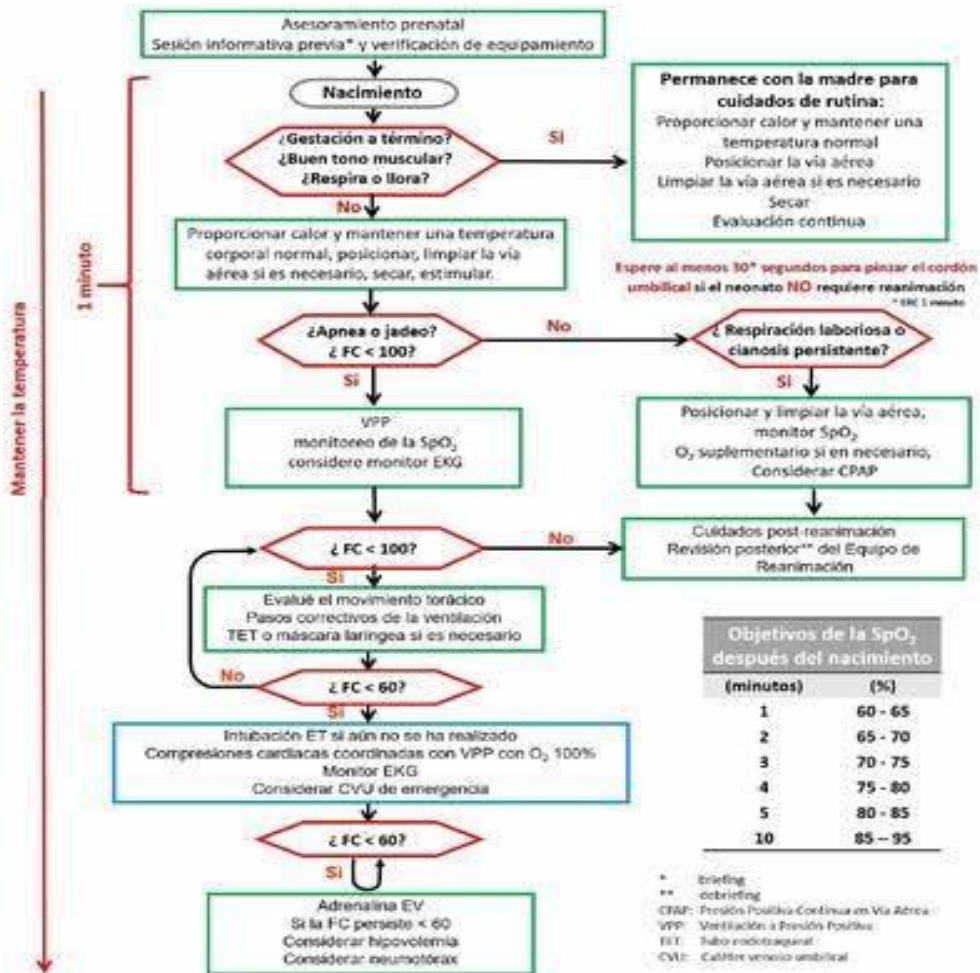 Asesoramiento prenatal
Sesión informativa previa* y verificación de equipamiento
Nacimiento
¿Gestación a término?
¿Buen tono muscular?
¿Respira o llora?
Si
Permanece con la madre para
cuidados de rutina:
Proporcionar calor y mantener una
temperatura normal
Posicionar la vía aérea
Limpiar la vía aérea si es necesario
Secar
Evaluación continua
No
Proporcionar calor y mantener una temperatura
corporal normal, posicionar, limpiar la vía
aérea si es necesario, secar, estimular.
Espere al menos 30* segundos para pinzar el cordón
umbilical si el neonato NO requiere reanimación
* ERC 1 minuto
1 minuto
Mantener la temperatura
¿Apnea o jadeo?
¿ FC < 100?
No
¿ Respiración laboriosa o
cianosis persistente?
Si
Si
VPP
monitoreo de la SpO₂
considere monitor EKG
Posicionar y limpiar la vía aérea,
monitor SpO₂
O₂ suplementario si en necesario,
Considerar CPAP
¿ FC < 100?
No
Cuidados post-reanimación
Revisión posterior** del Equipo de
Reanimación
Si
Evalué el movimiento torácico
Pasos correctivos de la ventilación
TET o máscara laríngea si es necesario
No
¿ FC < 60?
Si
Intubación ET si aún no se ha realizado
Compresiones cardiacas coordinadas con VPP con O₂ 100%
Monitor EKG
Considerar CVU de emergencia
¿ FC < 60?
Si
Adrenalina EV
Si la FC persiste < 60
Considerar hipovolemia
Considerar neumotórax
Objetivos de la SpO₂
después del nacimiento
(minutos) (%)
1 60 - 65
2 65 - 70
3 70 - 75
4 75 - 80
5 80 - 85
10 85 – 95
* briefing
** debriefing
CPAP: Presión Positiva Continua en Vía Aérea
VPP: Ventilación a Presión Positiva
TET: Tubo endotraqueal
CVU: Catéter venoso umbilical